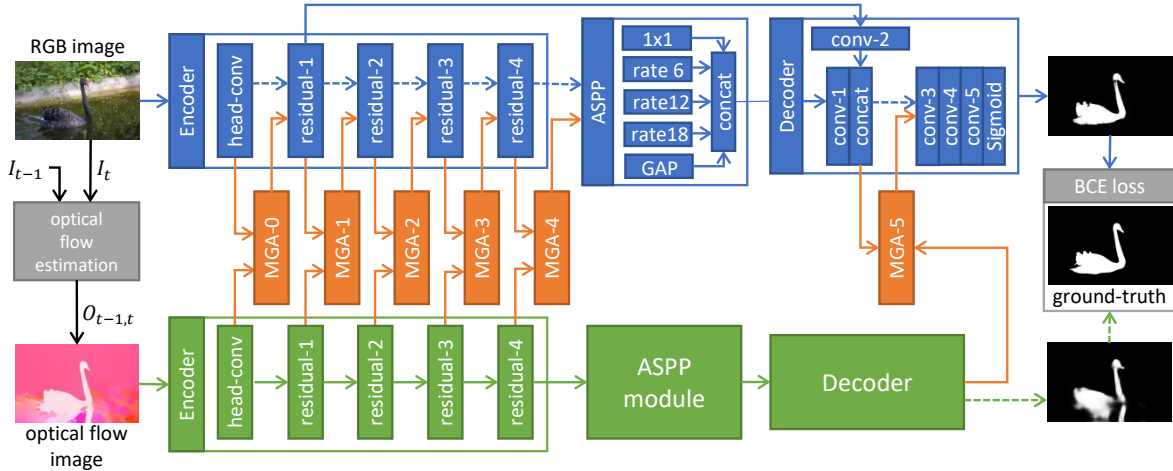 RGB image
I_{t-1}
I_t
optical
flow
estimation
O_{t-1,t}
optical flow
image
Encoder
head-conv
residual-1
residual-2
residual-3
residual-4
ASPP
1x1
rate 6
rate12
rate18
GAP
concat
Decoder
conv-2
conv-1
concat
conv-3
conv-4
conv-5
Sigmoid
MGA-0
MGA-1
MGA-2
MGA-3
MGA-4
MGA-5
BCE loss
ground-truth
Encoder
head-conv
residual-1
residual-2
residual-3
residual-4
ASPP
module
Decoder